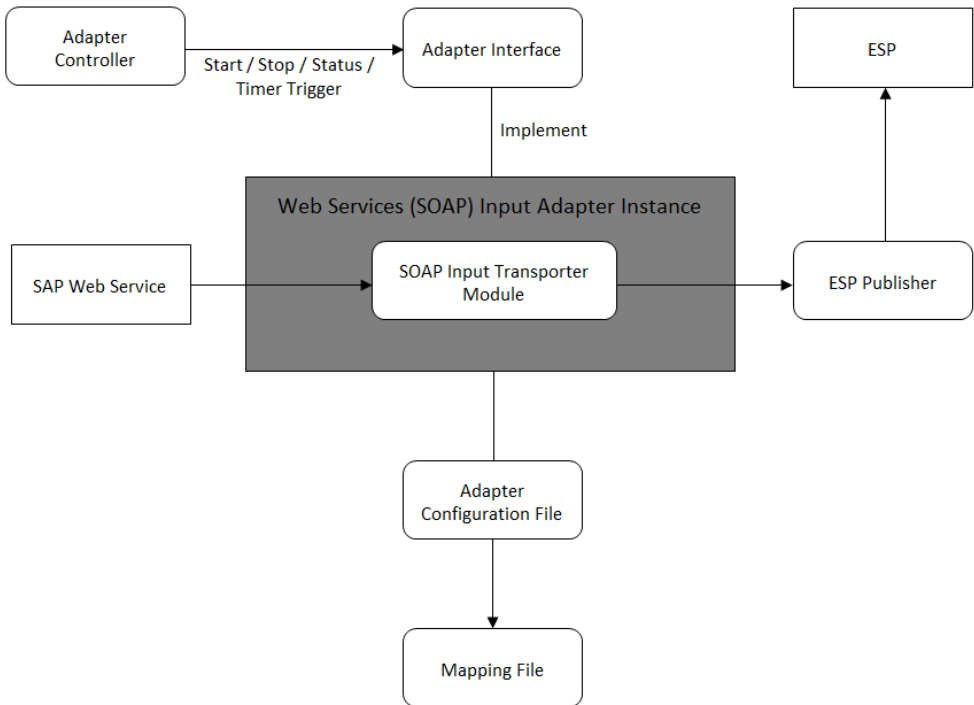 Adapter
Controller
Start / Stop / Status /
Timer Trigger
Adapter Interface
ESP
Implement
Web Services (SOAP) Input Adapter Instance
SAP Web Service
SOAP Input Transporter
Module
ESP Publisher
Adapter
Configuration File
Mapping File